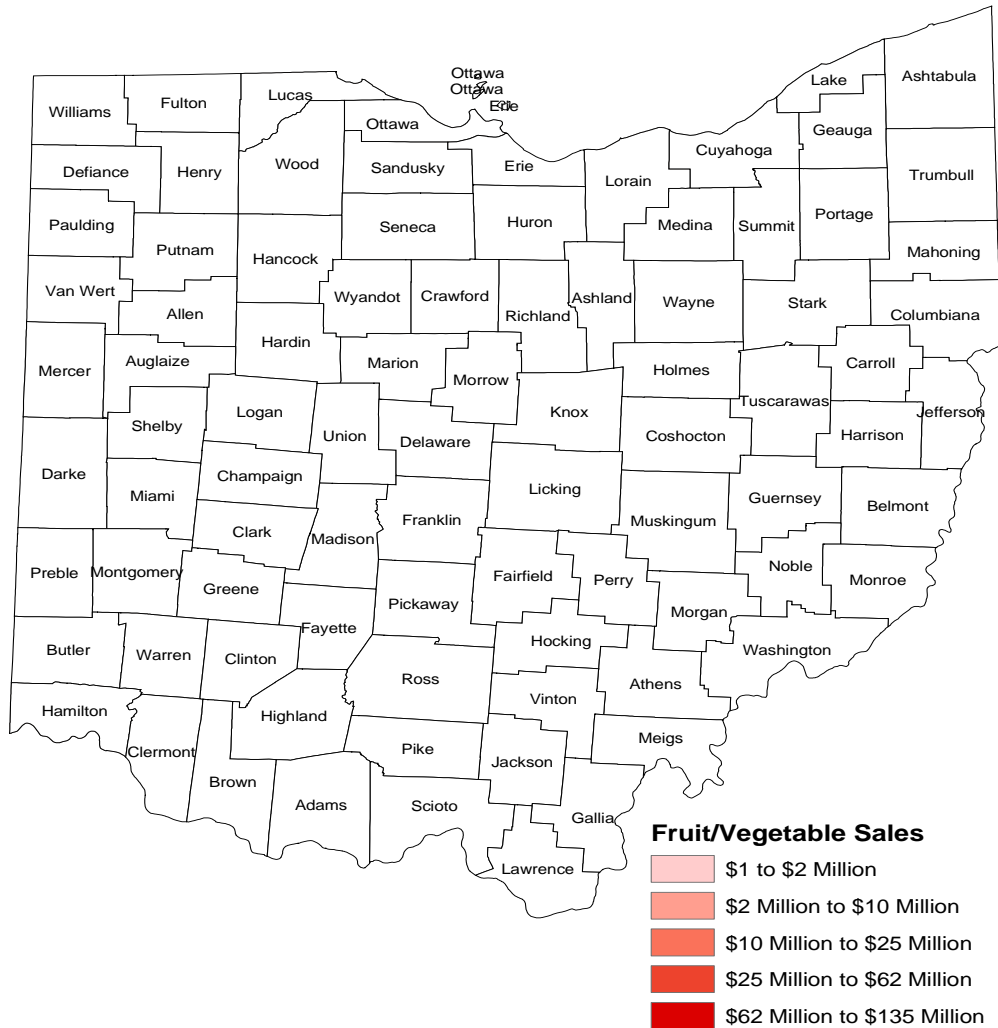 Ottawa
Ottawa
Erie
Lake
Ashtabula
Williams
Fulton
Lucas
Ottawa
Geauga
Cuyahoga
Wood
Sandusky
Erie
Lorain
Defiance
Henry
Trumbull
Paulding
Seneca
Huron
Medina
Summit
Portage
Putnam
Hancock
Mahoning
Van Wert
Wyandot
Crawford
Ashland
Wayne
Stark
Allen
Richland
Columbiana
Hardin
Mercer
Auglaize
Marion
Morrow
Holmes
Carroll
Logan
Knox
Tuscarawas
Jefferson
Shelby
Union
Delaware
Coshocton
Harrison
Darke
Champaign
Licking
Guernsey
Miami
Belmont
Clark
Madison
Franklin
Muskingum
Preble
Montgomery
Greene
Fairfield
Perry
Noble
Monroe
Pickaway
Morgan
Fayette
Hocking
Butler
Warren
Clinton
Washington
Ross
Athens
Vinton
Hamilton
Highland
Meigs
Clermont
Pike
Jackson
Brown
Adams
Scioto
Gallia
Lawrence
Fruit/Vegetable Sales
$1 to $2 Million
$2 Million to $10 Million
$10 Million to $25 Million
$25 Million to $62 Million
$62 Million to $135 Million